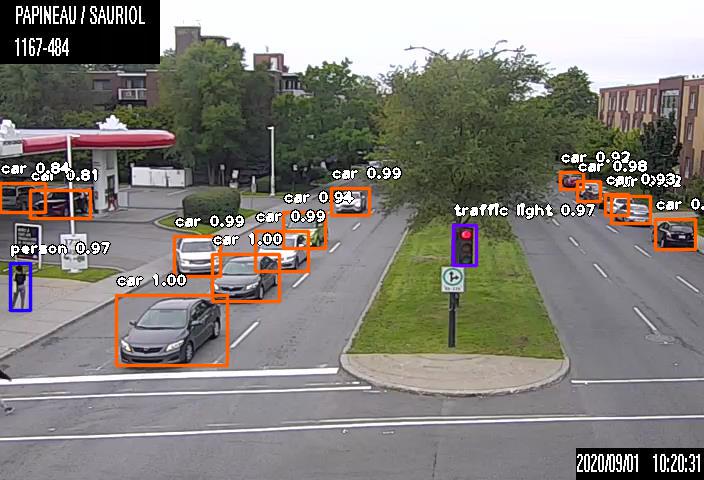 PAPINEAU / SAURIOL
1167-484
car 0.84
car 0.81
car 0.99
car 0.92
car 0.98
car 0.94
car 0.99
car 0.99
traffic light 0.97
car 1.00
person 0.97
car 1.00
2020/09/01 10:20:31